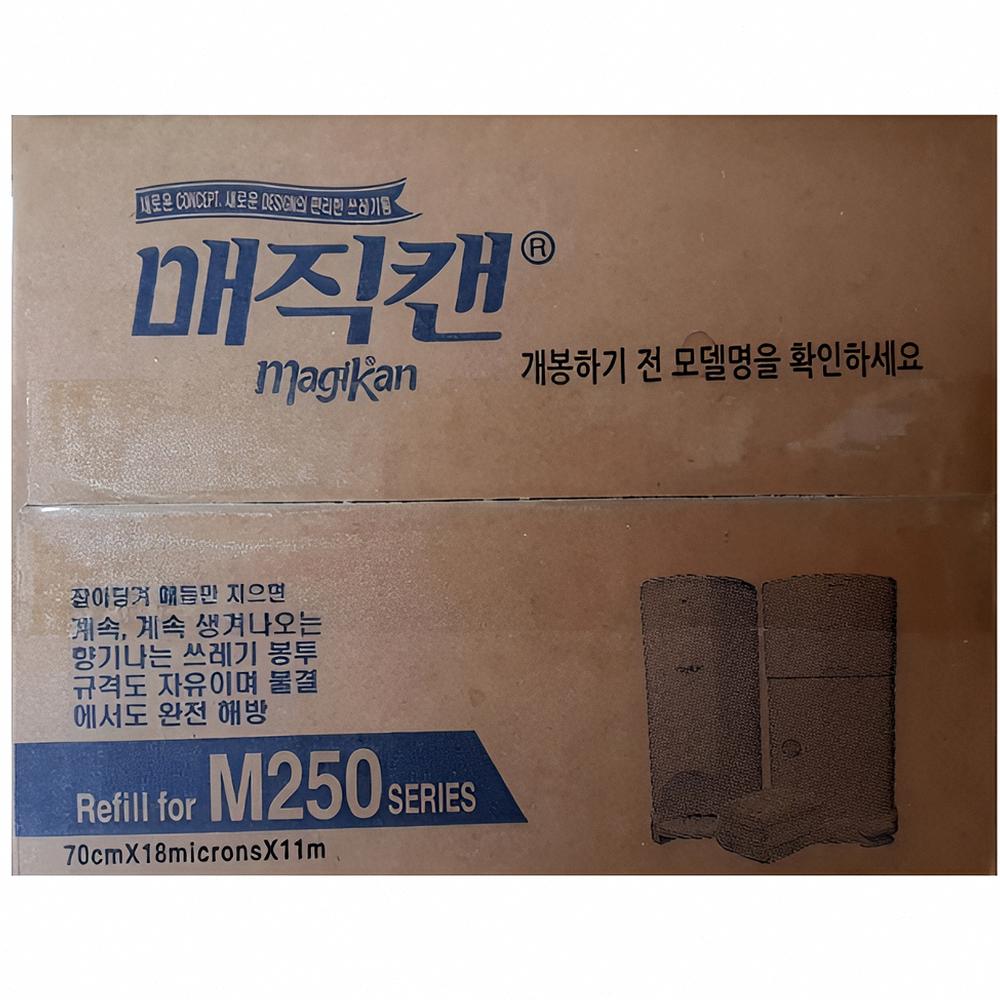 새로운 CONCEPT, 새로운 DESIGN의 편리한 쓰레기통
매직캔®
magikan
개봉하기 전 모델명을 확인하세요
잡아당겨 매듭만 지으면
계속, 계속 생겨나오는
향기나는 쓰레기 봉투
규격도 자유이며 불결
에서도 완전 해방
Refill for M250 SERIES
70cmX18micronsX11m